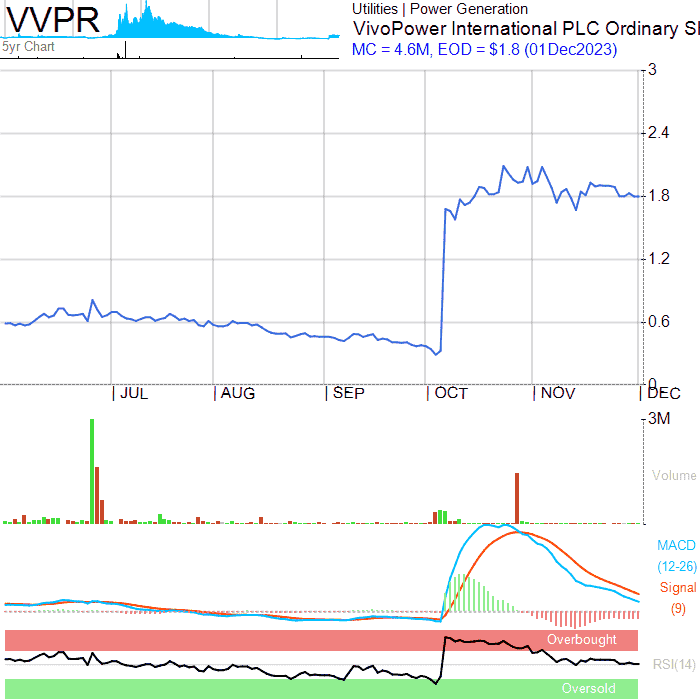 VVPR
5yr Chart
Utilities | Power Generation
VivoPower International PLC Ordinary S
MC = 4.6M, EOD = $1.8 (01Dec2023)
3
2.4
1.8
1.2
0.6
0
JUL AUG SEP OCT NOV DEC
3M
Volume
MACD
(12-26)
Signal
(9)
Overbought
RSI(14)
Oversold